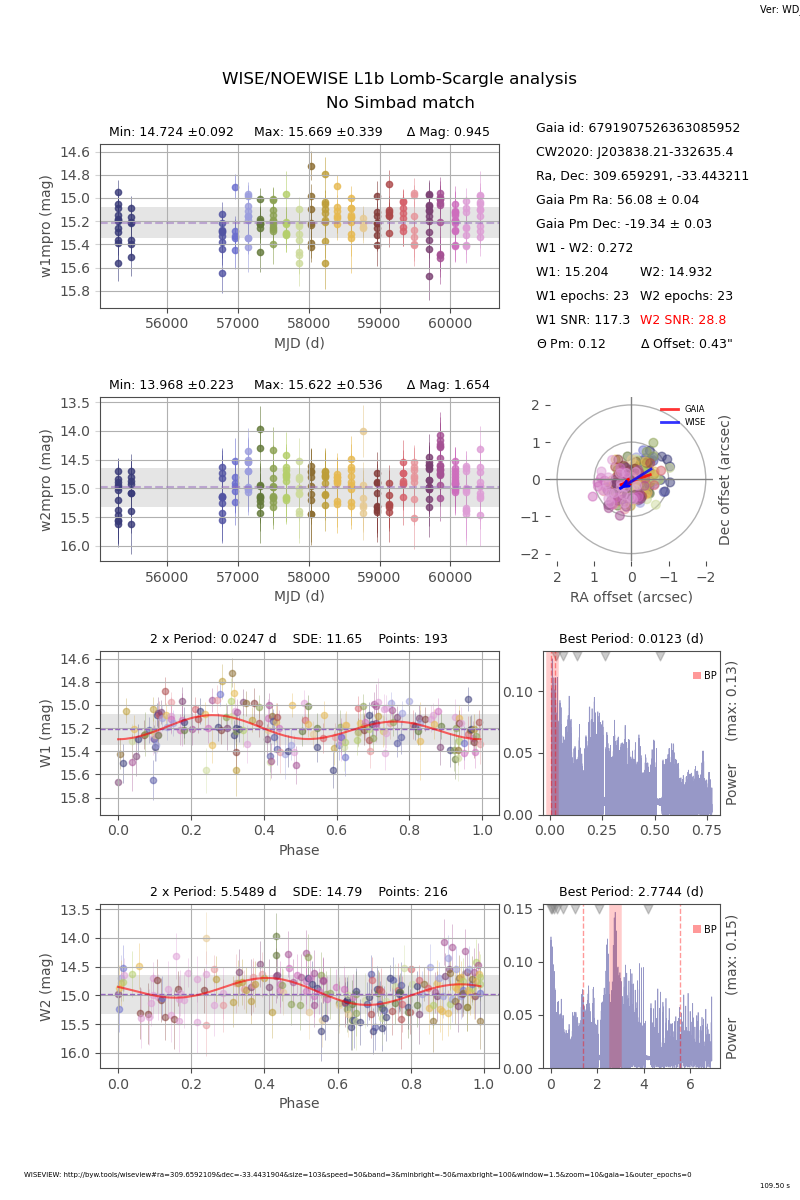 Ver: WD_
WISE/NOEWISE L1b Lomb-Scargle analysis
No Simbad match
Min: 14.724 ±0.092 Max: 15.669 ±0.339 Δ Mag: 0.945
14.6
14.8
15.0
15.2
15.4
15.6
15.8
w1mpro (mag)
56000 57000 58000 59000 60000
MJD (d)
Gaia id: 6791907526363085952
CW2020: J203838.21-332635.4
Ra, Dec: 309.659291, -33.443211
Gaia Pm Ra: 56.08 ± 0.04
Gaia Pm Dec: -19.34 ± 0.03
W1 - W2: 0.272
W1: 15.204 W2: 14.932
W1 epochs: 23 W2 epochs: 23
W1 SNR: 117.3 W2 SNR: 28.8
Θ Pm: 0.12 Δ Offset: 0.43"
Min: 13.968 ±0.223 Max: 15.622 ±0.536 Δ Mag: 1.654
13.5
14.0
14.5
15.0
15.5
16.0
w2mpro (mag)
56000 57000 58000 59000 60000
MJD (d)
GAIA
WISE
2
1
0
−1
−2
Dec offset (arcsec)
2 1 0 −1 −2
RA offset (arcsec)
2 x Period: 0.0247 d SDE: 11.65 Points: 193
14.6
14.8
15.0
15.2
15.4
15.6
15.8
W1 (mag)
0.0 0.2 0.4 0.6 0.8 1.0
Phase
Best Period: 0.0123 (d)
BP
0.10
0.05
0.00
Power (max: 0.13)
0.00 0.25 0.50 0.75
2 x Period: 5.5489 d SDE: 14.79 Points: 216
13.5
14.0
14.5
15.0
15.5
16.0
W2 (mag)
0.0 0.2 0.4 0.6 0.8 1.0
Phase
Best Period: 2.7744 (d)
BP
0.15
0.10
0.05
0.00
Power (max: 0.15)
0 2 4 6
WISEVIEW: http://byw.tools/wiseview#ra=309.6592109&dec=-33.4431904&size=103&speed=50&band=3&minbright=-50&maxbright=100&window=1.5&zoom=10&gaia=1&outer_epochs=0
109.50 s